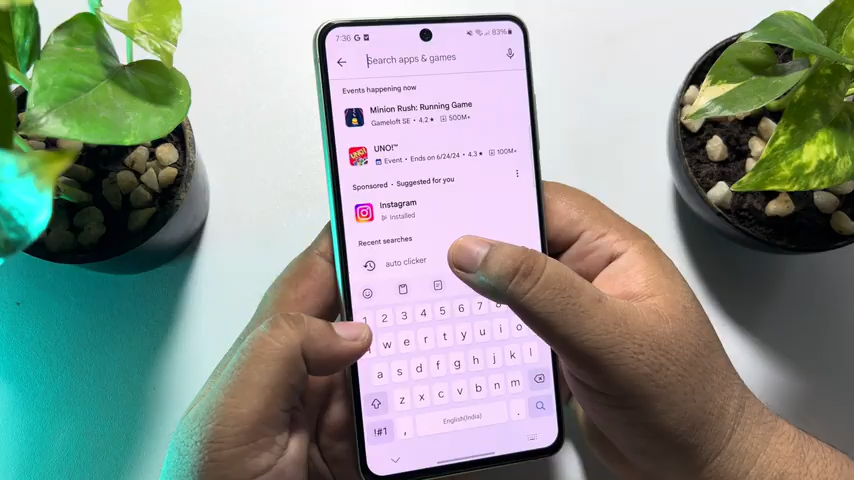 7:36 G 83%
Search apps & games
Events happening now
Minion Rush: Running Game
Gameloft SE • 4.2★ 500M+
UNO!™
Event • Ends on 6/24/24 • 4.3★ 100M+
Sponsored • Suggested for you
Instagram
Installed
Recent searches
auto clicker
1 2 3 4 5 6 7 8
w e r t y u i o
a s d f g h j k l
z x c v b n m
!#1 , English(India) .